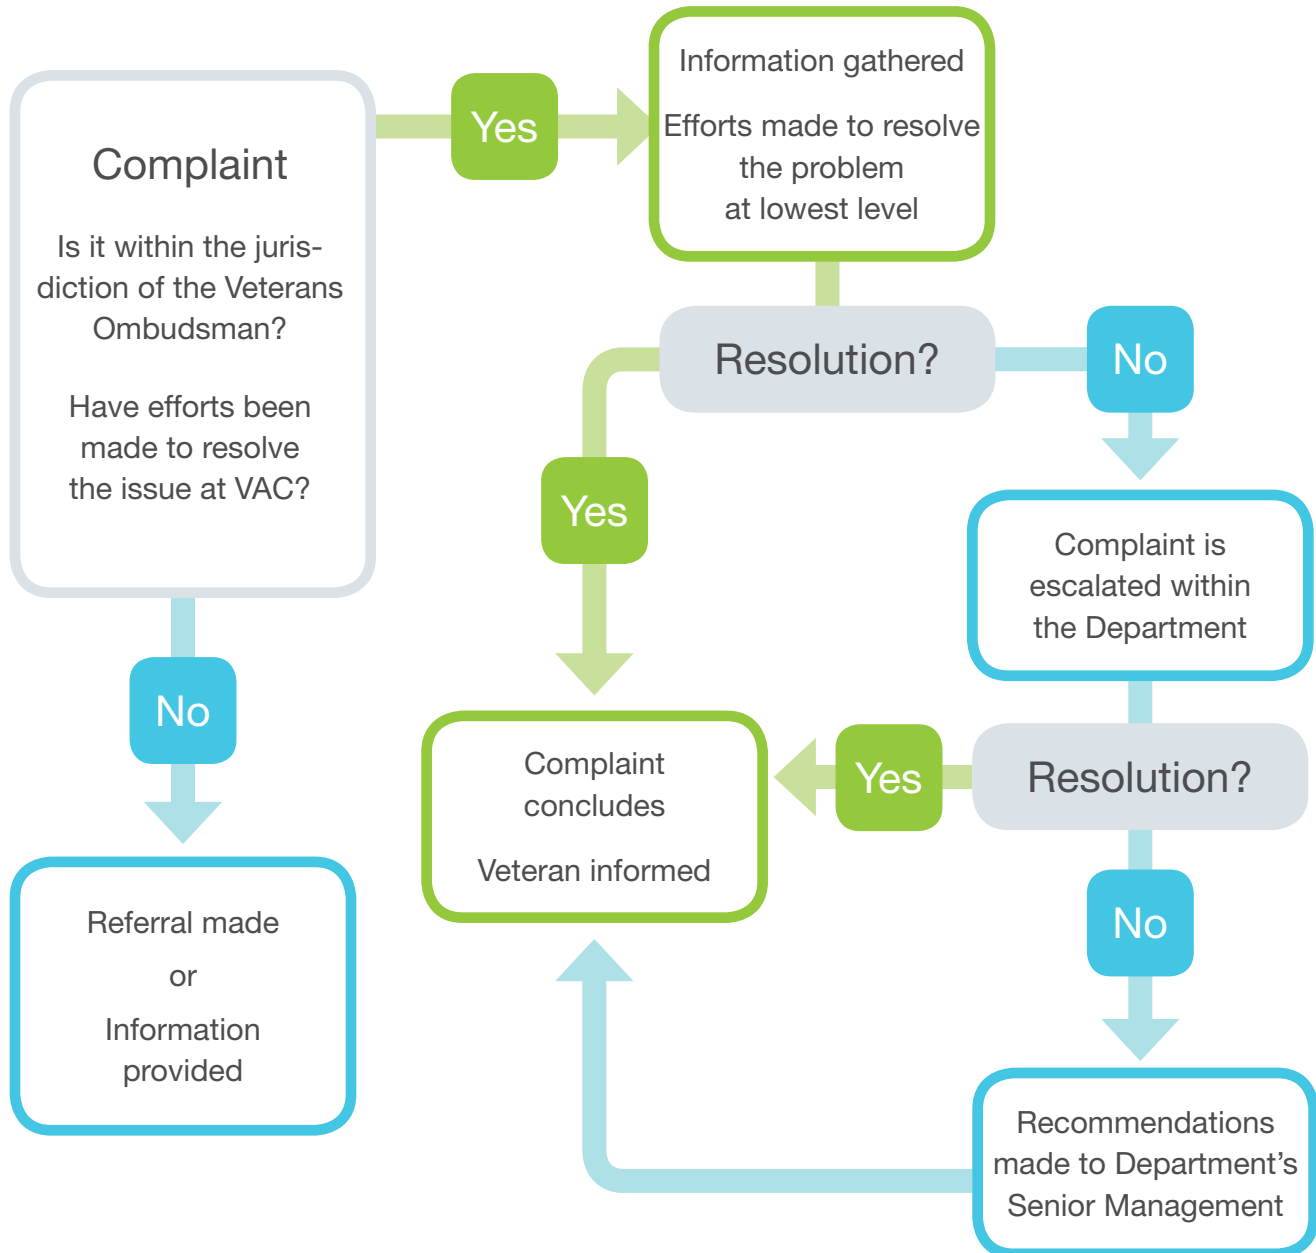 Complaint
Is it within the juris-
diction of the Veterans
Ombudsman?
Have efforts been
made to resolve
the issue at VAC?
Yes
Information gathered
Efforts made to resolve
the problem
at lowest level
Resolution?
No
Yes
Complaint is
escalated within
the Department
No
Complaint
concludes
Veteran informed
Yes
Resolution?
Referral made
or
Information
provided
No
Recommendations
made to Department’s
Senior Management